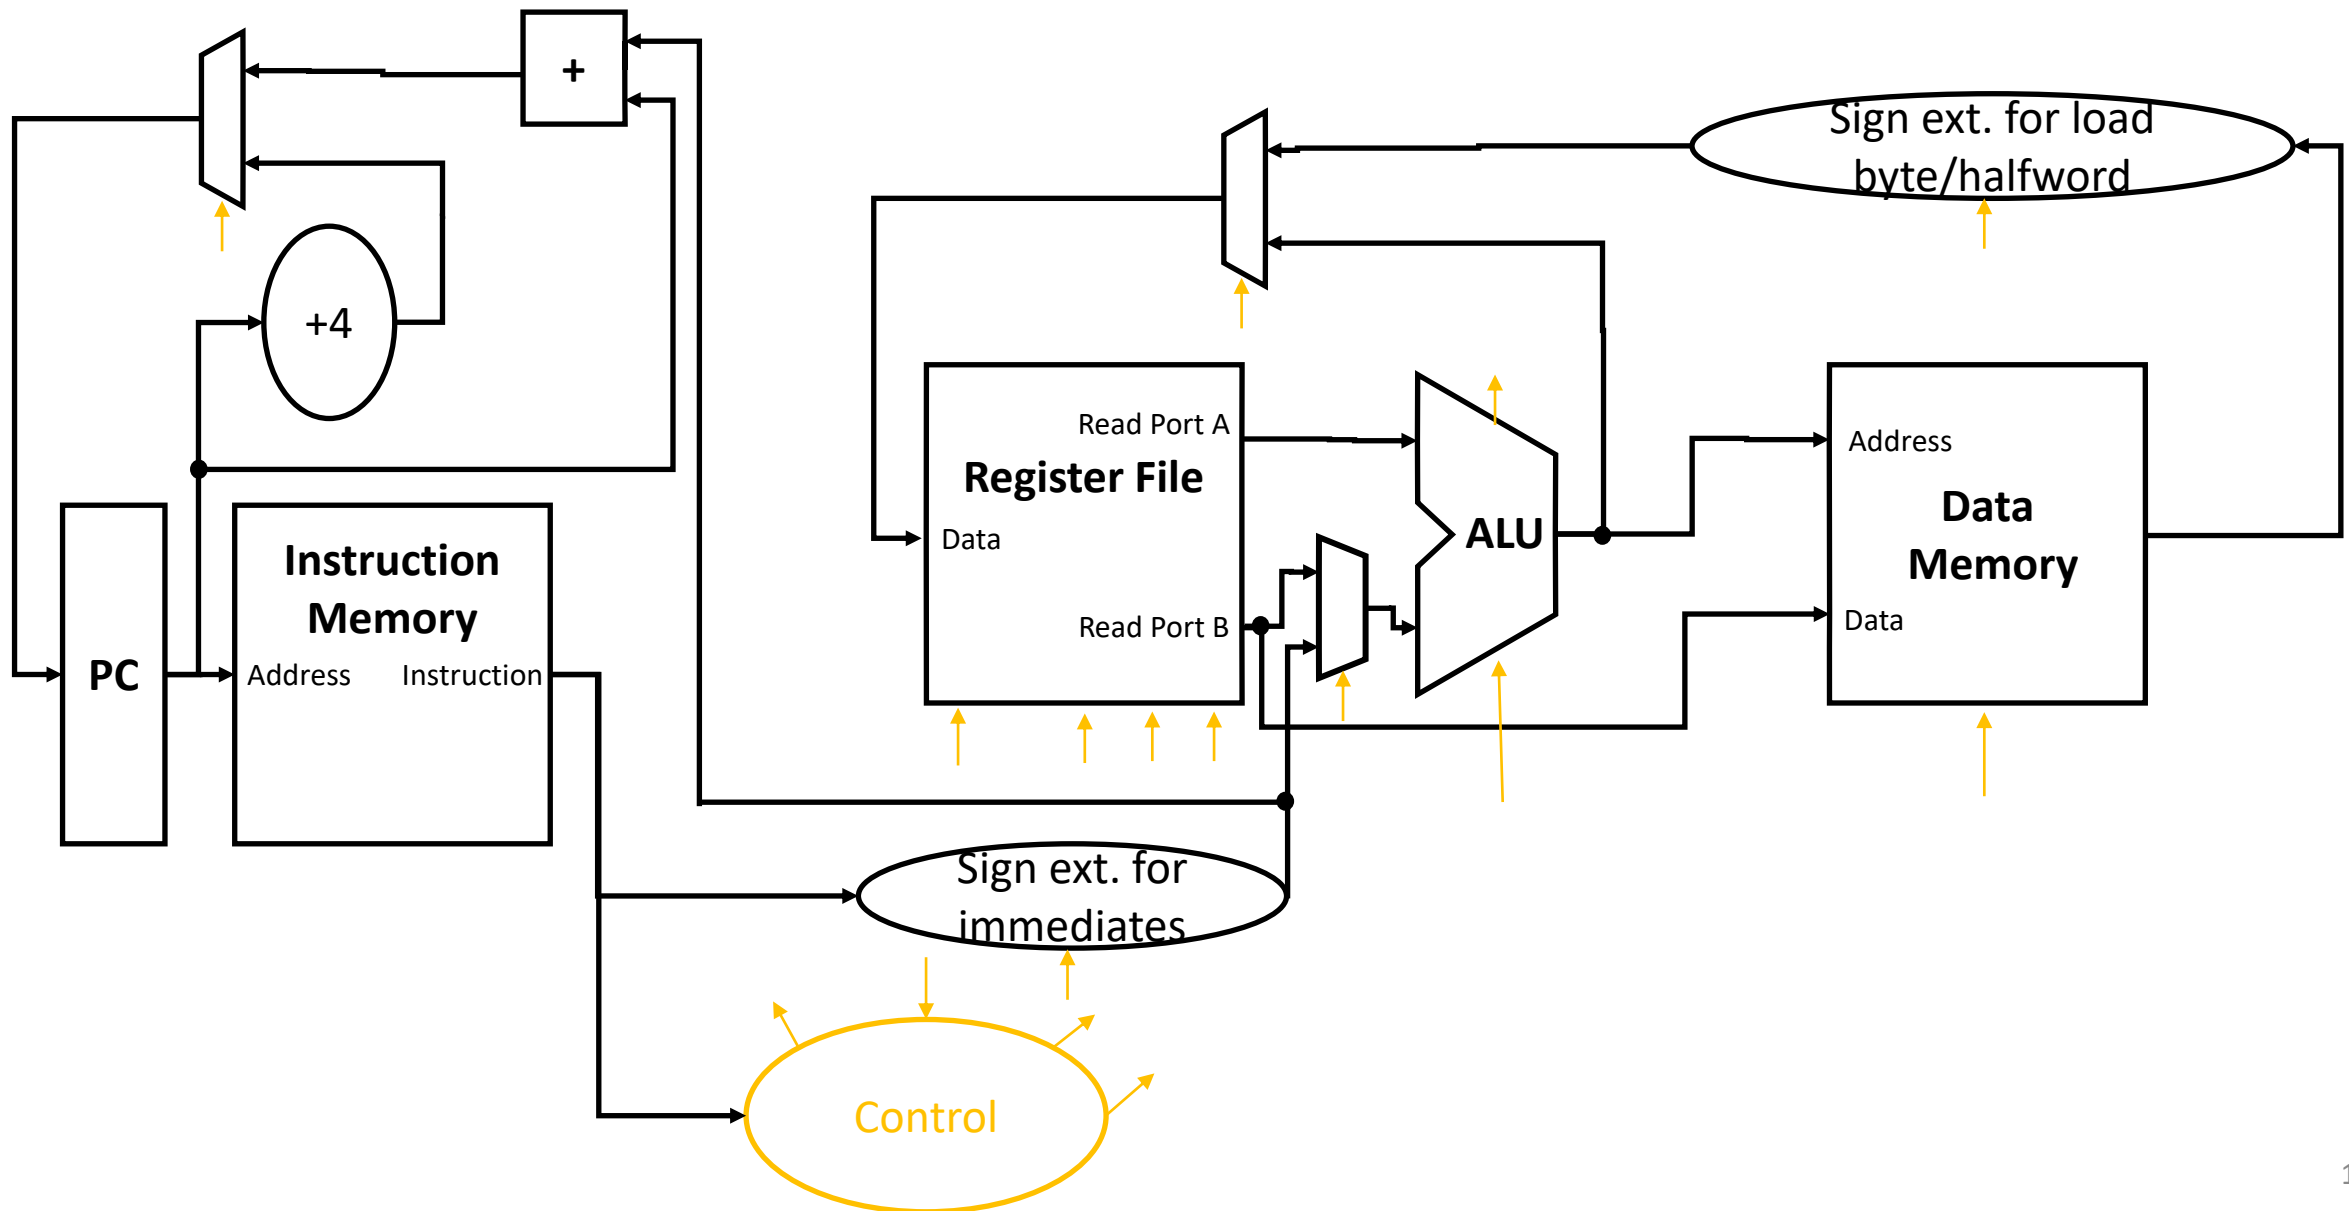 +
Sign ext. for load
byte/halfword
+4
Read Port A
Register File
Data
Read Port B
ALU
Address
Data
Memory
Data
Instruction
Memory
PC
Address
Instruction
Sign ext. for
immediates
Control
1